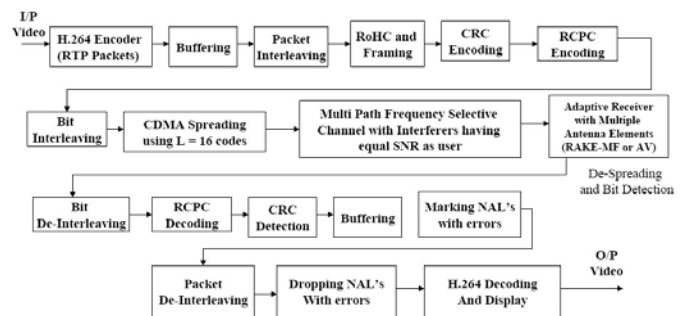 I/P
Video
H.264 Encoder
(RTP Packets)
Buffering
Packet
Interleaving
RoHC and
Framing
CRC
Encoding
RCPC
Encoding
Bit
Interleaving
CDMA Spreading
using L = 16 codes
Multi Path Frequency Selective
Channel with Interferers having
equal SNR as user
Adaptive Receiver
with Multiple
Antenna Elements
(RAKE-MF or AV)
De-Spreading
and Bit Detection
Bit
De-Interleaving
RCPC
Decoding
CRC
Detection
Buffering
Marking NAL's
with errors
Packet
De-Interleaving
Dropping NAL's
With errors
H.264 Decoding
And Display
O/P
Video